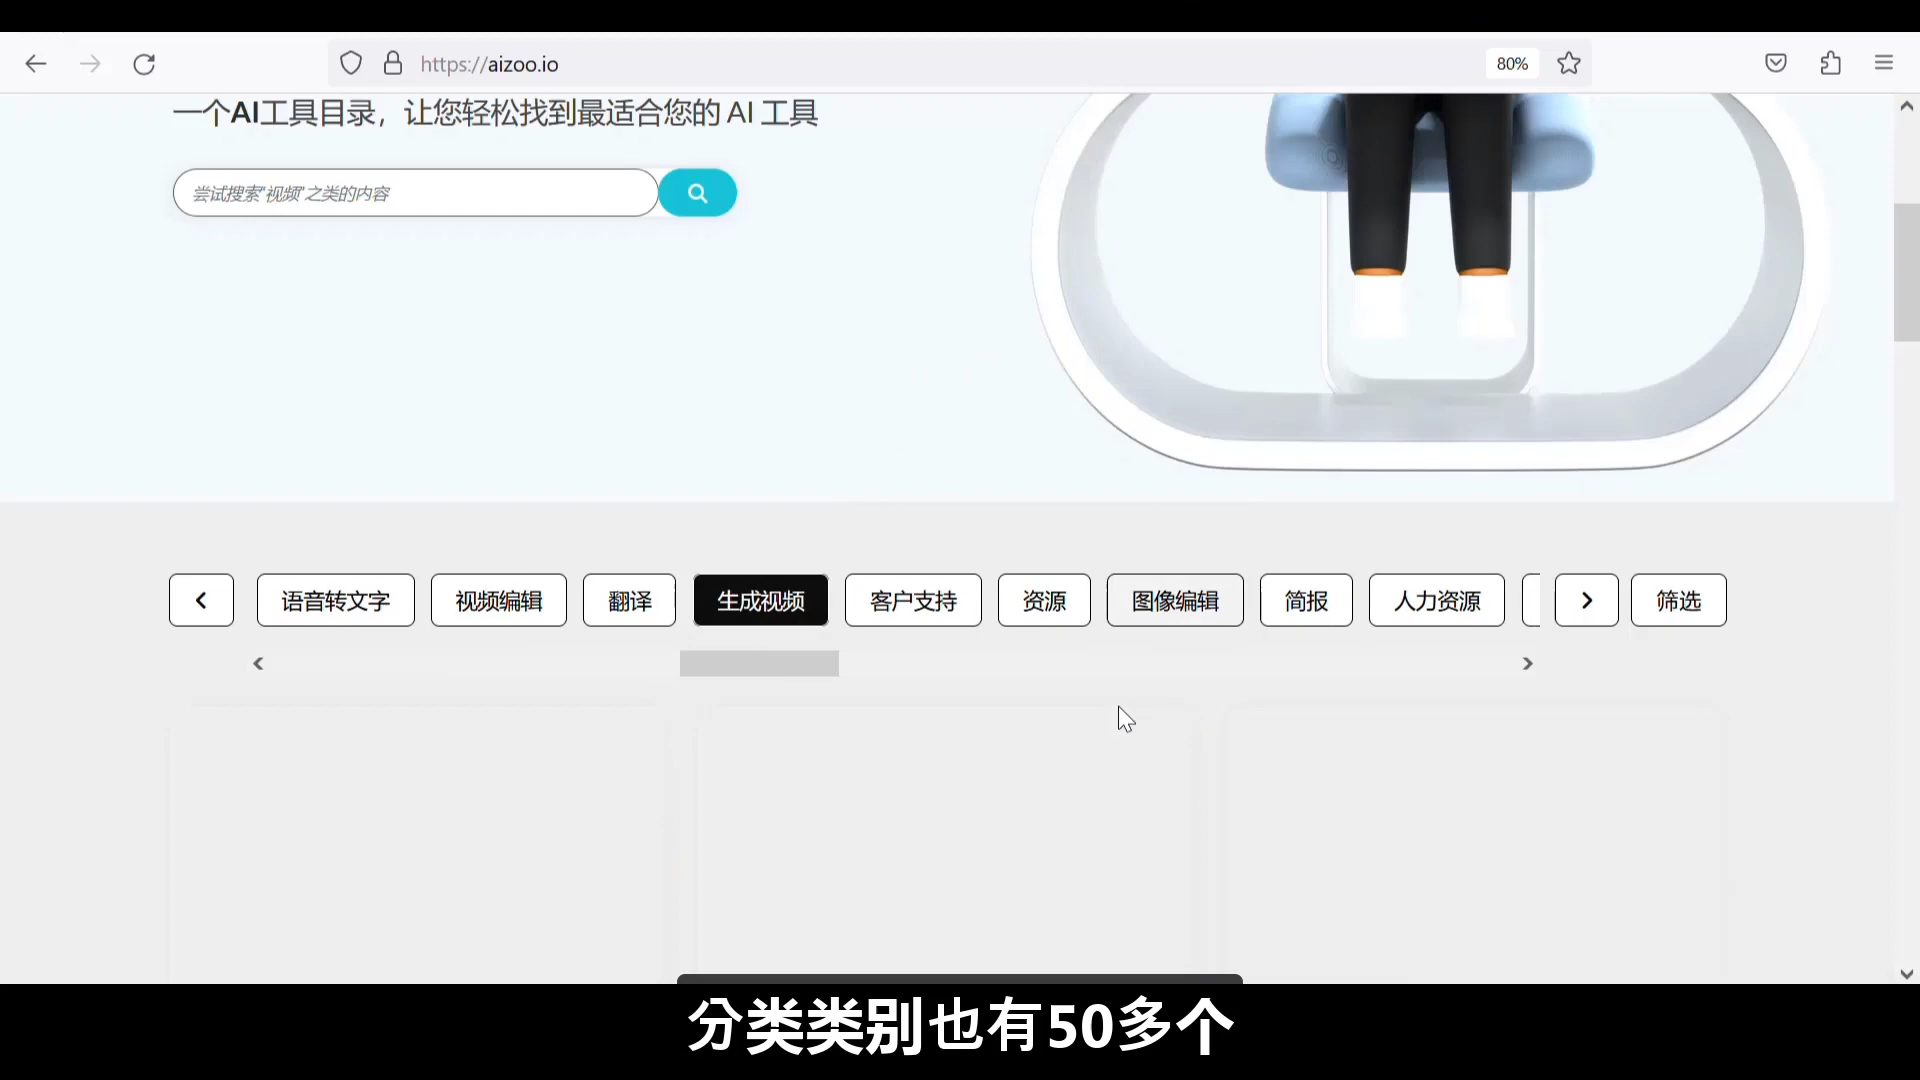 https://aizoo.io
80%
一个AI工具目录，让您轻松找到最适合您的 AI 工具
尝试搜索"视频"之类的内容
语音转文字 视频编辑 翻译 生成视频 客户支持 资源 图像编辑 简报 人力资源 筛选
分类类别也有50多个